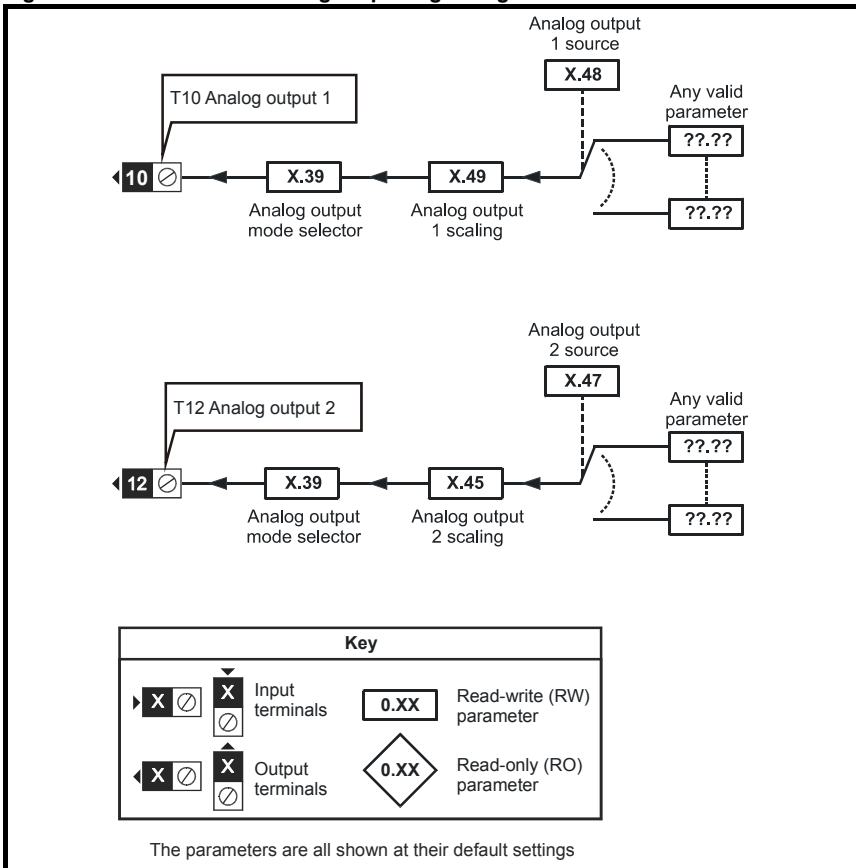 Analog output
1 source
X.48
T10 Analog output 1
Any valid
parameter
??.??
10
X.39
X.49
Analog output
mode selector
Analog output
1 scaling
??.??
Analog output
2 source
X.47
T12 Analog output 2
Any valid
parameter
??.??
12
X.39
X.45
Analog output
mode selector
Analog output
2 scaling
??.??
Key
X
X
Input
terminals
0.XX
Read-write (RW)
parameter
X
X
Output
terminals
0.XX
Read-only (RO)
parameter
The parameters are all shown at their default settings